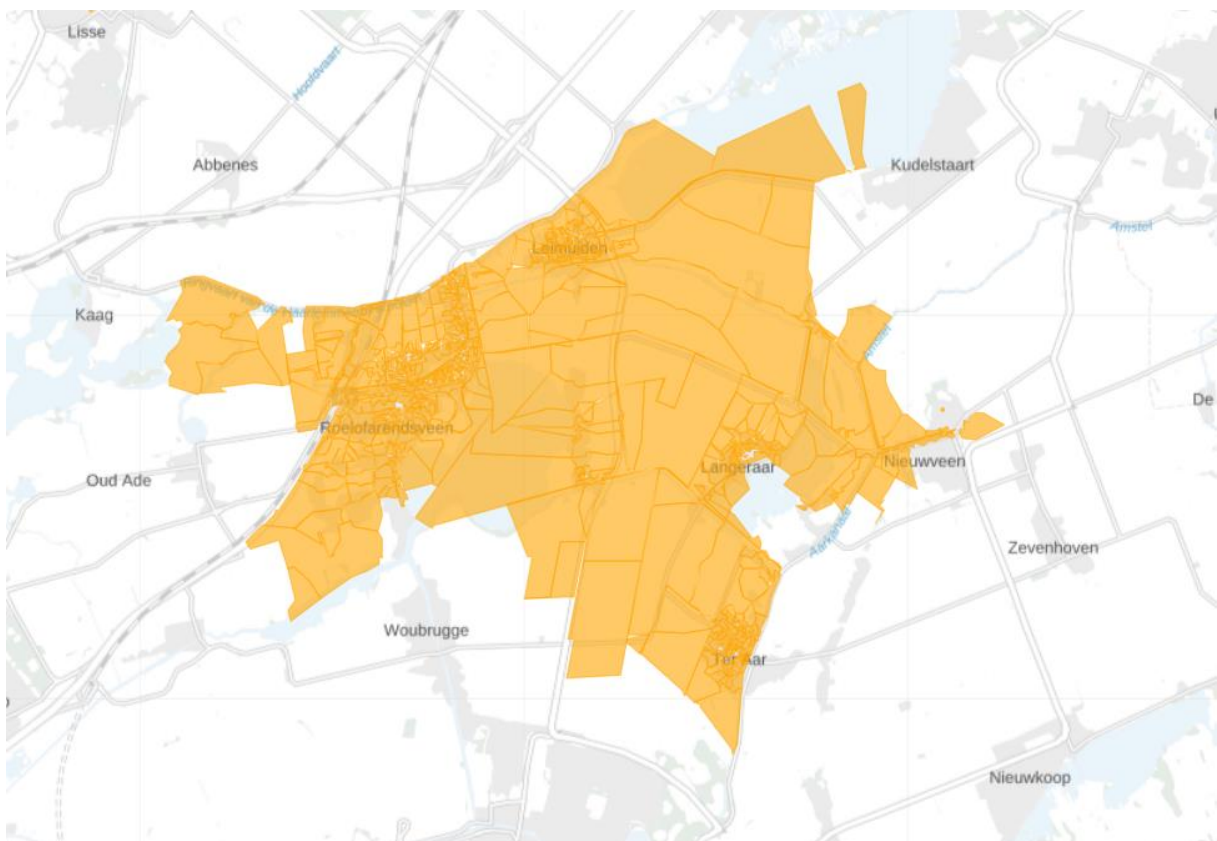 Lisse
Hoofdvaart
Abbenes
Kudelstaart
Amstel
Leimuiden
Kaag
Amstel
De
Roelofarendsveen
Langeraar
Nieuwveen
Oud Ade
Aarkanaal
Zevenhoven
Woubrugge
Ter Aar
Nieuwkoop